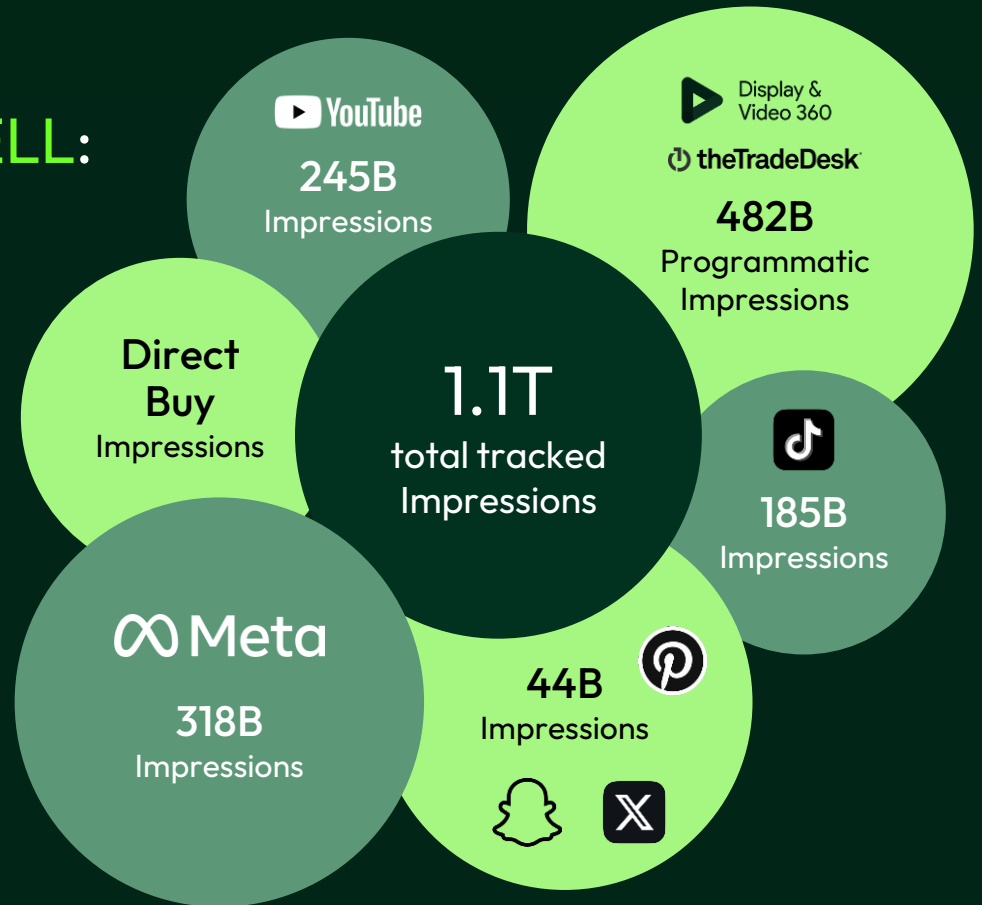 ELL:
YouTube
245B
Impressions
Display &
Video 360
theTradeDesk
482B
Programmatic
Impressions
Direct
Buy
Impressions
1.1T
total tracked
Impressions
185B
Impressions
Meta
318B
Impressions
44B
Impressions
X